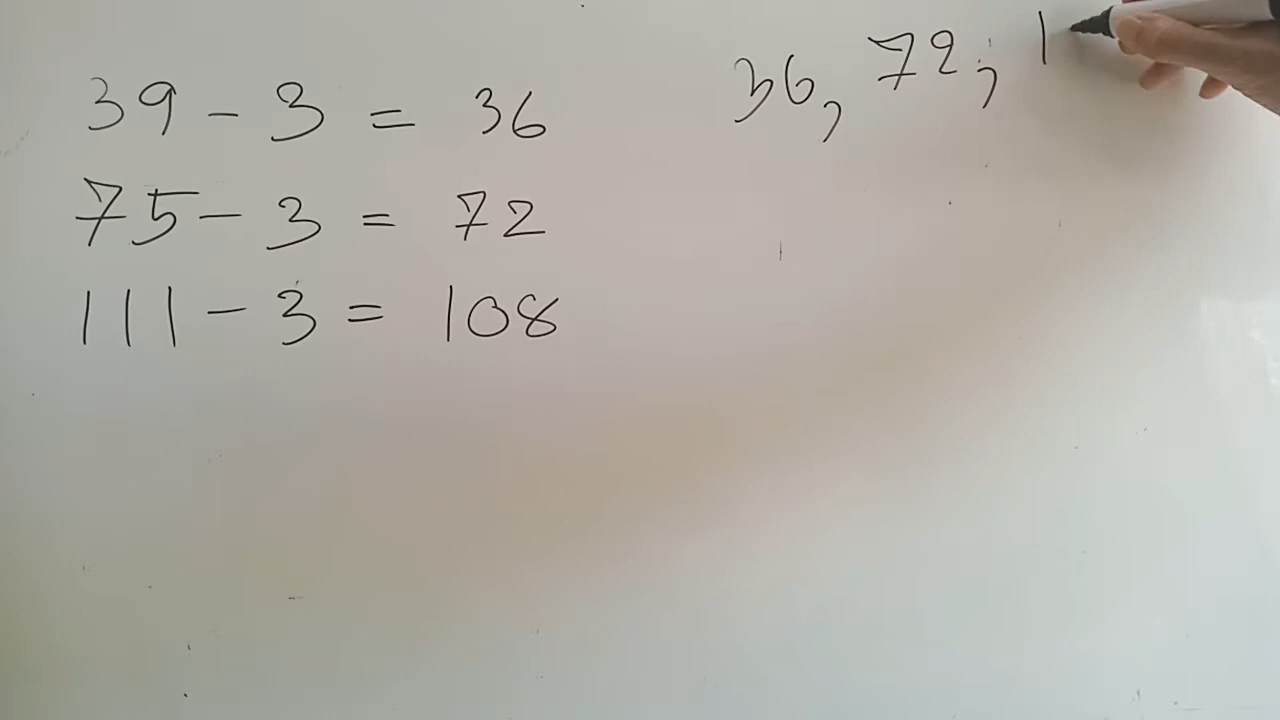 39 - 3 = 36
75 - 3 = 72
111 - 3 = 108
36, 72, 1